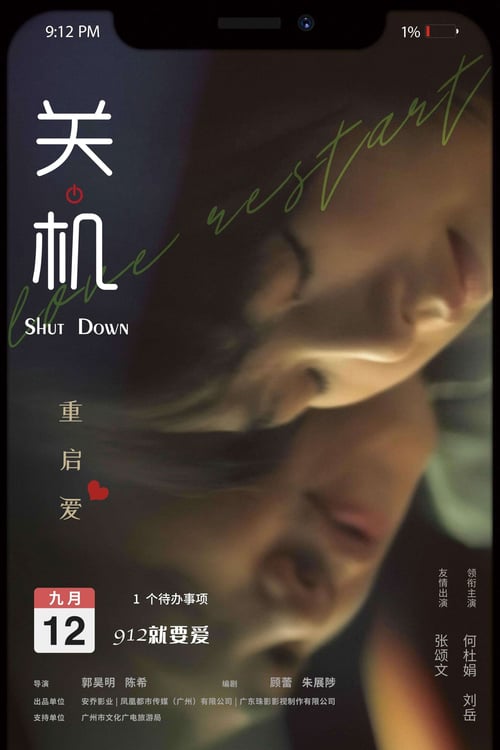 9:12 PM
1%
关机
love restart
Shut Down
重启爱
九月
12
1 个待办事项
912就要爱
领衔主演
何杜娟 刘岳
友情出演
张颂文
导演 郭昊明 陈希 编剧 顾蕾 朱展陟
出品单位 安乔影业 | 凤凰都市传媒（广州）有限公司 | 广东珠影影视制作有限公司
支持单位 广州市文化广电旅游局